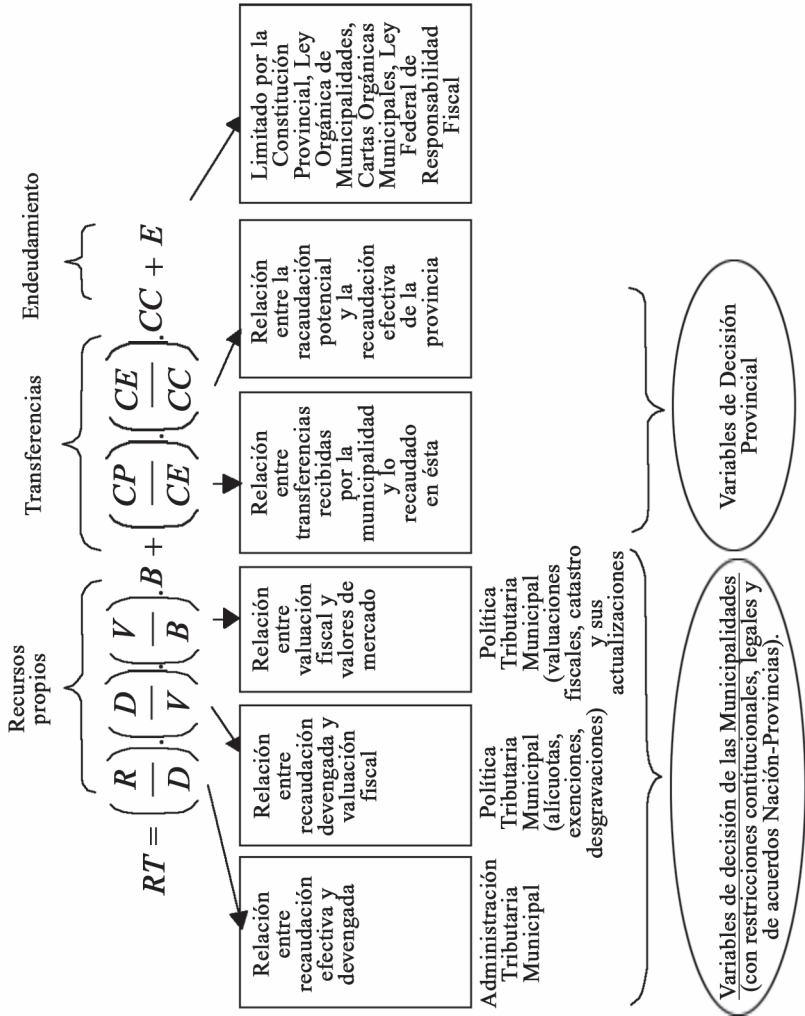 Recursos
propios
Transferencias
Endeudamiento
RT = (R/D).(D/V).(V/B).B + (CP/CE).(CE/CC).CC + E
Relación
entre
recaudación
efectiva y
devengada
Relación
entre
recaudación
devengada y
valuación
fiscal
Relación
entre
valuación
fiscal y
valores de
mercado
Relación
entre
transferencias
recibidas
por la
municipalidad
y lo
recaudado
en ésta
Relación
entre la
racaudación
potencial
y la
recaudación
efectiva
de la
provincia
Limitado por la
Constitución
Provincial, Ley
Orgánica de
Municipalidades,
Cartas Orgánicas
Municipales, Ley
Federal de
Responsabilidad
Fiscal
Administración
Tributaria
Municipal
Política
Tributaria
Municipal
(alícuotas,
exenciones,
desgravaciones)
Política
Tributaria
Municipal
(valuaciones
fiscales, catastro
y sus
actualizaciones
Variables de decisión de las Municipalidades
(con restricciones contitucionales, legales y
de acuerdos Nación-Provincias).
Variables de Decisión
Provincial